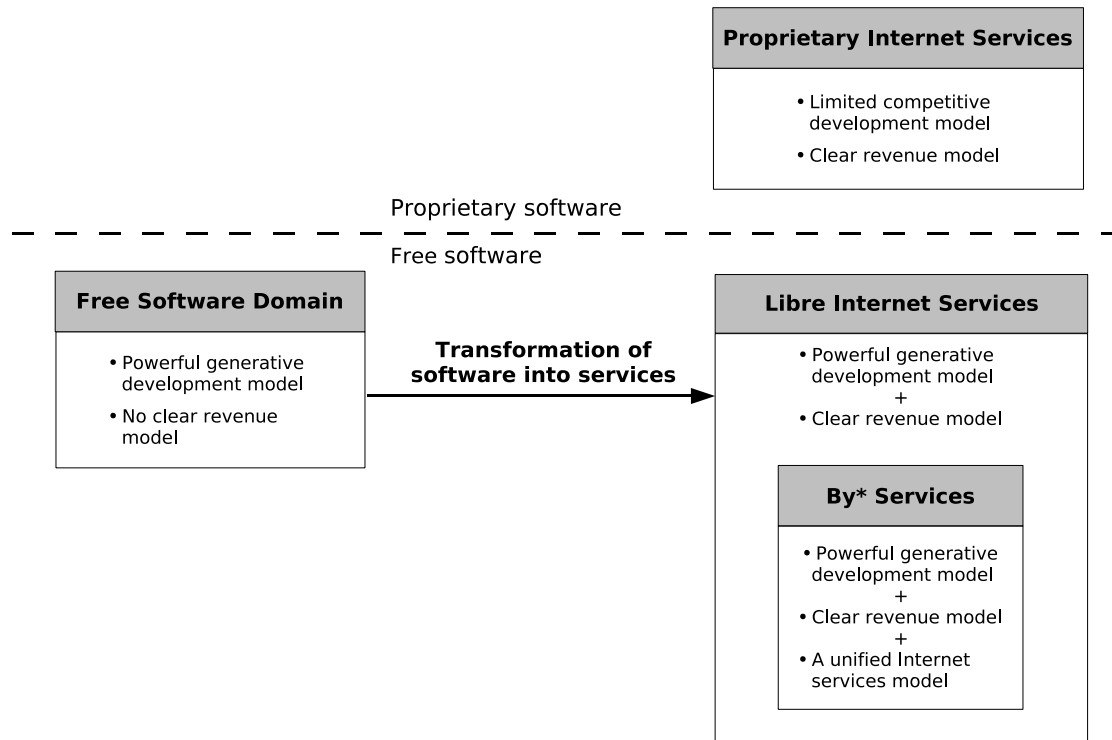 Proprietary Internet Services
• Limited competitive
development model
• Clear revenue model
Proprietary software
Free software
Free Software Domain
• Powerful generative
development model
• No clear revenue
model
Transformation of
software into services
Libre Internet Services
• Powerful generative
development model
+
• Clear revenue model
By* Services
• Powerful generative
development model
+
• Clear revenue model
+
• A unified Internet
services model